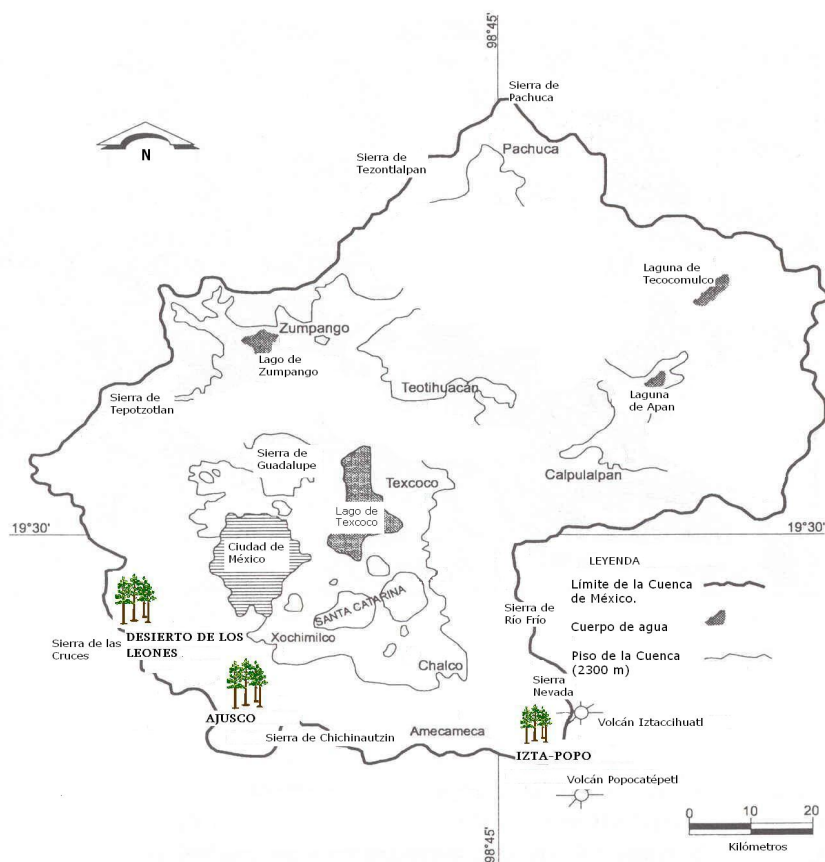 98°45'
Sierra de
Pachuca
N
Pachuca
Sierra de
Tezontlalpan
Laguna de
Tecocomulco
Zumpango
Lago de
Zumpango
Teotihuacán
Laguna
de Apan
Sierra de
Tepotzotlan
Sierra de
Guadalupe
Texcoco
Calpulalpan
Lago de
Texcoco
19°30'
19°30'
Ciudad de
México
LEYENDA
Límite de la Cuenca
de México.
Cuerpo de agua
Piso de la Cuenca
(2300 m)
SANTA CATARINA
Sierra de
Río Frío
DESIERTO DE LOS
LEONES
Sierra de las
Cruces
Xochimilco
Chalco
Sierra
Nevada
AJUSCO
Volcán Iztaccihuatl
Sierra de Chichinautzin
Amecameca
IZTA-POPO
Volcán Popocatépetl
98°45'
0 10 20
Kilómetros